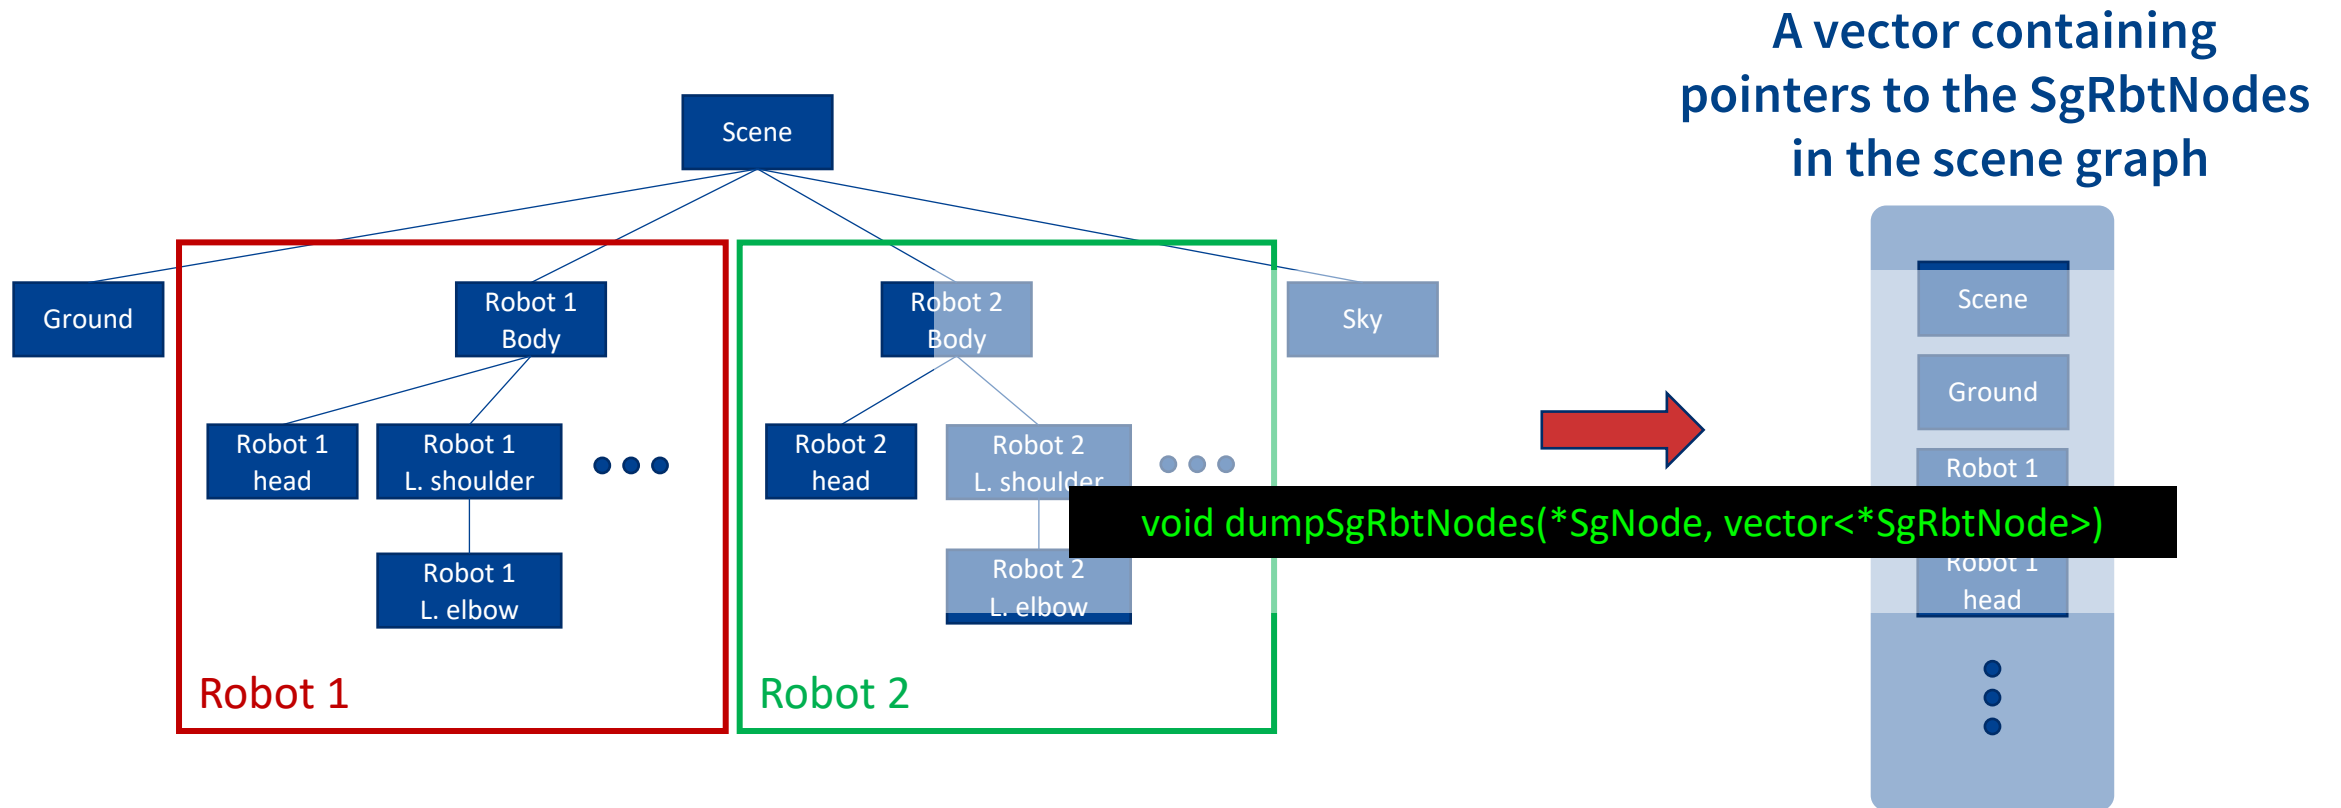 A vector containing
pointers to the SgRbtNodes
in the scene graph
Scene
Ground
Robot 1
Body
Robot 2
Body
Sky
Robot 1
head
Robot 1
L. shoulder
Robot 2
head
Robot 2
L. shoulder
Robot 1
L. elbow
Robot 2
L. elbow
Robot 1
Robot 2
Scene
Ground
Robot 1
void dumpSgRbtNodes(*SgNode, vector<*SgRbtNode>)
Robot 1
head